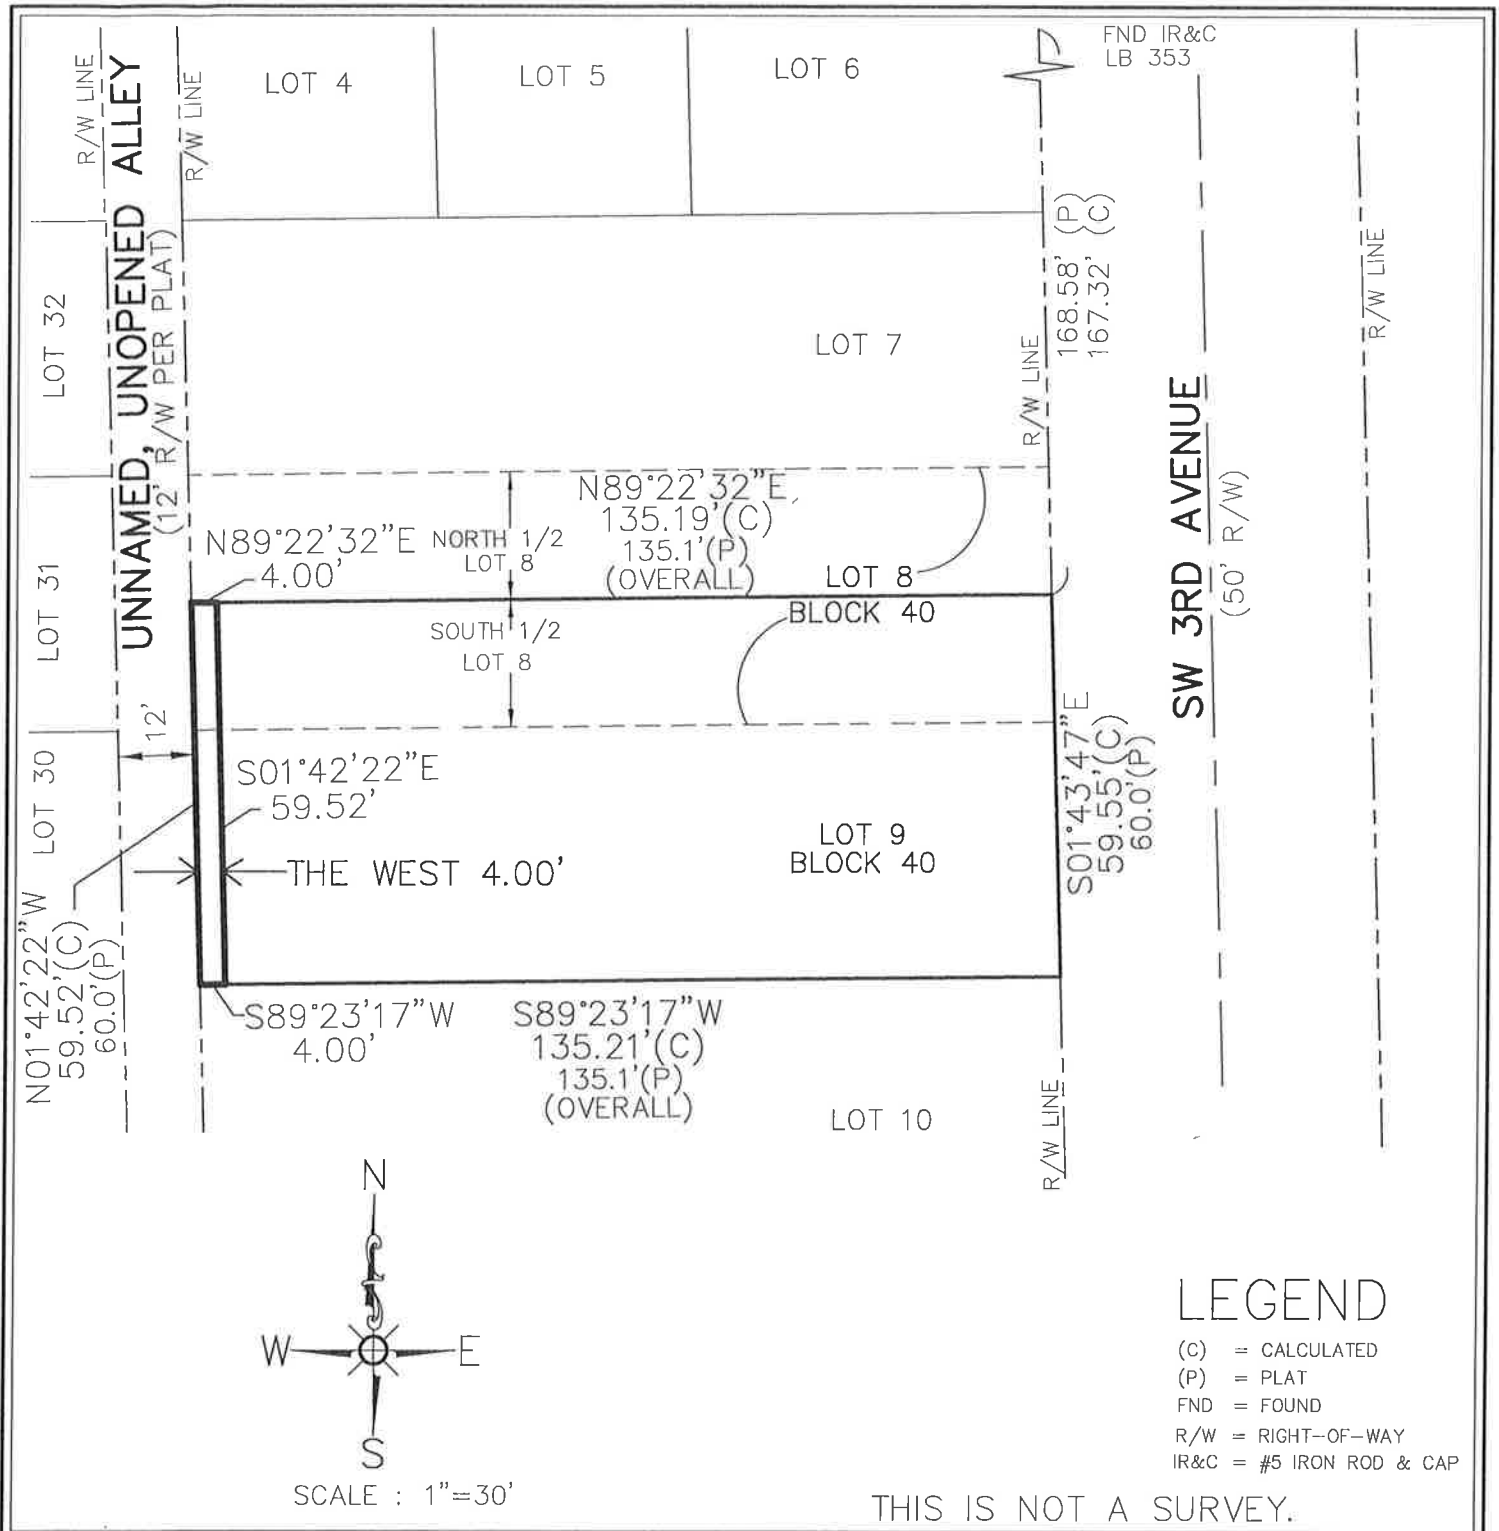 FND IR&C
LB 353
R/W LINE
UNNAMED, UNOPENED ALLEY
(12' R/W PER PLAT)
R/W LINE
LOT 4
LOT 5
LOT 6
168.58' (P)
167.32' (C)
R/W LINE
LOT 32
LOT 7
R/W LINE
SW 3RD AVENUE
(50' R/W)
N89°22'32"E
135.19'(C)
135.1'(P)
(OVERALL)
N89°22'32"E
4.00'
NORTH 1/2
LOT 8
LOT 8
BLOCK 40
LOT 31
SOUTH 1/2
LOT 8
12'
LOT 30
S01°42'22"E
59.52'
S01°43'47"E
59.55'(C)
60.0'(P)
LOT 9
BLOCK 40
THE WEST 4.00'
N01°42'22"W
59.52'(C)
60.0'(P)
S89°23'17"W
4.00'
S89°23'17"W
135.21'(C)
135.1'(P)
(OVERALL)
LOT 10
R/W LINE
N
W
E
S
SCALE : 1"=30'
LEGEND
(C) = CALCULATED
(P) = PLAT
FND = FOUND
R/W = RIGHT-OF-WAY
IR&C = #5 IRON ROD & CAP
THIS IS NOT A SURVEY.